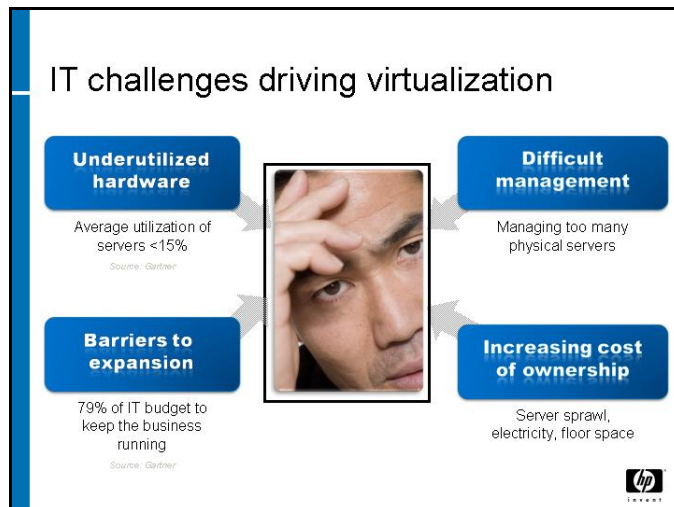 IT challenges driving virtualization
Underutilized
hardware
Average utilization of
servers <15%
Source: Gartner
Difficult
management
Managing too many
physical servers
Barriers to
expansion
79% of IT budget to
keep the business
running
Source: Gartner
Increasing cost
of ownership
Server sprawl,
electricity, floor space
hp
invent